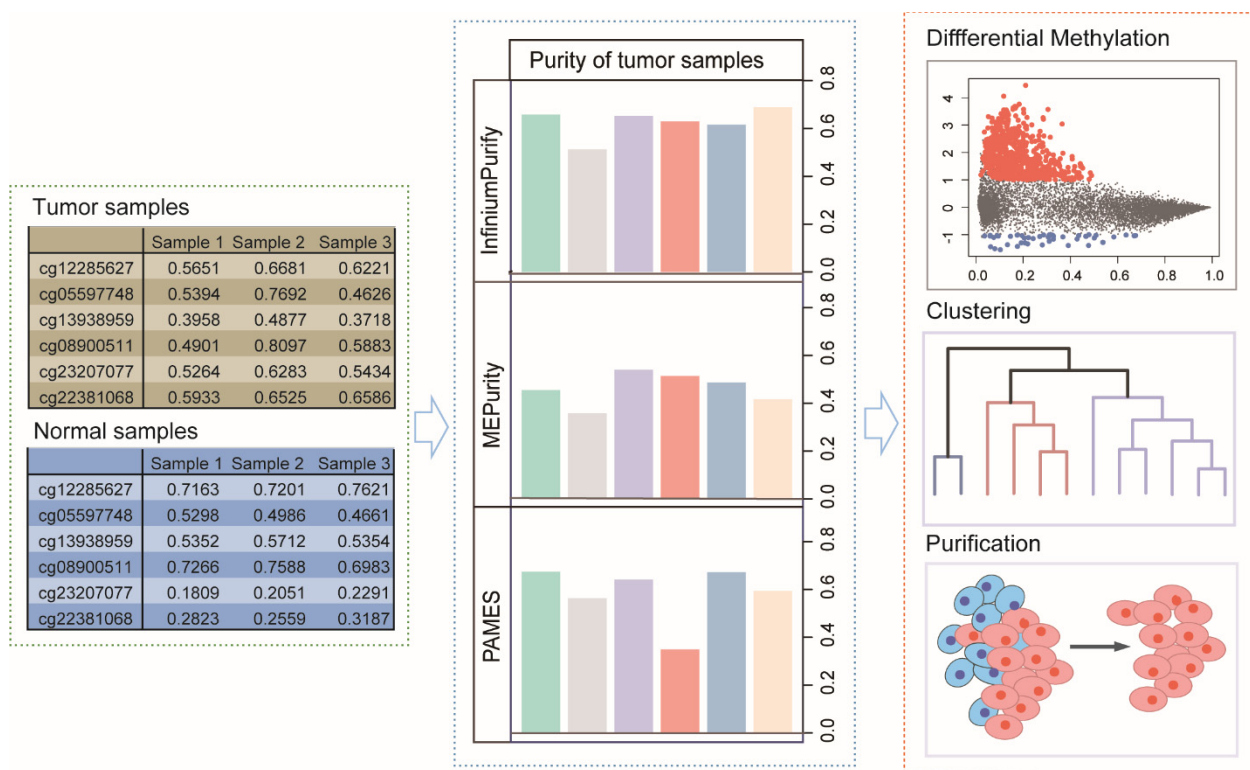 Tumor samples
Sample 1 Sample 2 Sample 3
cg12285627 0.5651 0.6681 0.6221
cg05597748 0.5394 0.7692 0.4626
cg13938959 0.3958 0.4877 0.3718
cg08900511 0.4901 0.8097 0.5883
cg23207077 0.5264 0.6283 0.5434
cg22381068 0.5933 0.6525 0.6586
Normal samples
Sample 1 Sample 2 Sample 3
cg12285627 0.7163 0.7201 0.7621
cg05597748 0.5298 0.4986 0.4661
cg13938959 0.5352 0.5712 0.5354
cg08900511 0.7266 0.7588 0.6983
cg23207077 0.1809 0.2051 0.2291
cg22381068 0.2823 0.2559 0.3187
Purity of tumor samples
InfiniumPurify
0.8
0.6
0.4
0.2
0.0
MEPurity
0.8
0.6
0.4
0.2
0.0
PAMES
0.8
0.6
0.4
0.2
0.0
Diffferential Methylation
4
3
2
1
0
-1
0.0 0.2 0.4 0.6 0.8 1.0
Clustering
Purification